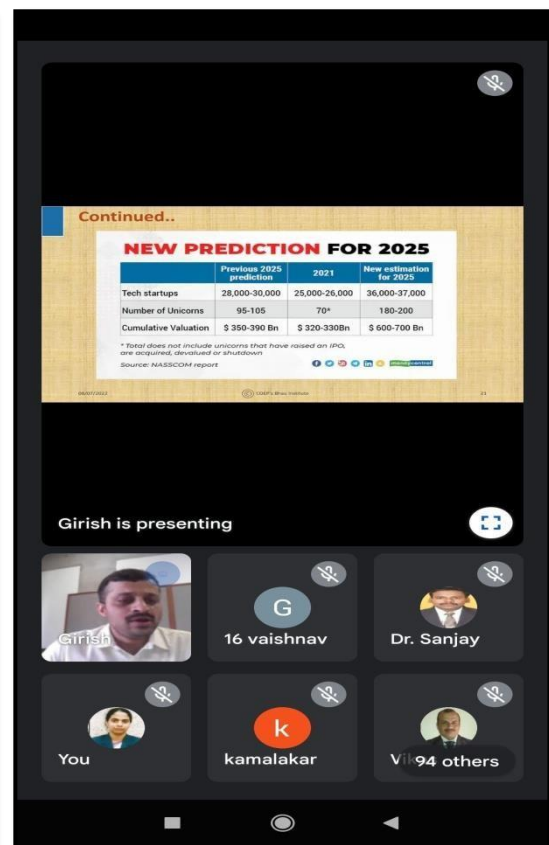 Continued..
NEW PREDICTION FOR 2025
Previous 2025 prediction 2021 New estimation for 2025
Tech startups 28,000-30,000 25,000-26,000 36,000-37,000
Number of Unicorns 95-105 70* 180-200
Cumulative Valuation $ 350-390 Bn $ 320-330Bn $ 600-700 Bn
* Total does not include unicorns that have raised an IPO,
are acquired, devalued or shutdown
Source: NASSCOM report
21
Girish is presenting
Girish
G
16 vaishnav
Dr. Sanjay
You
k
kamalakar
94 others